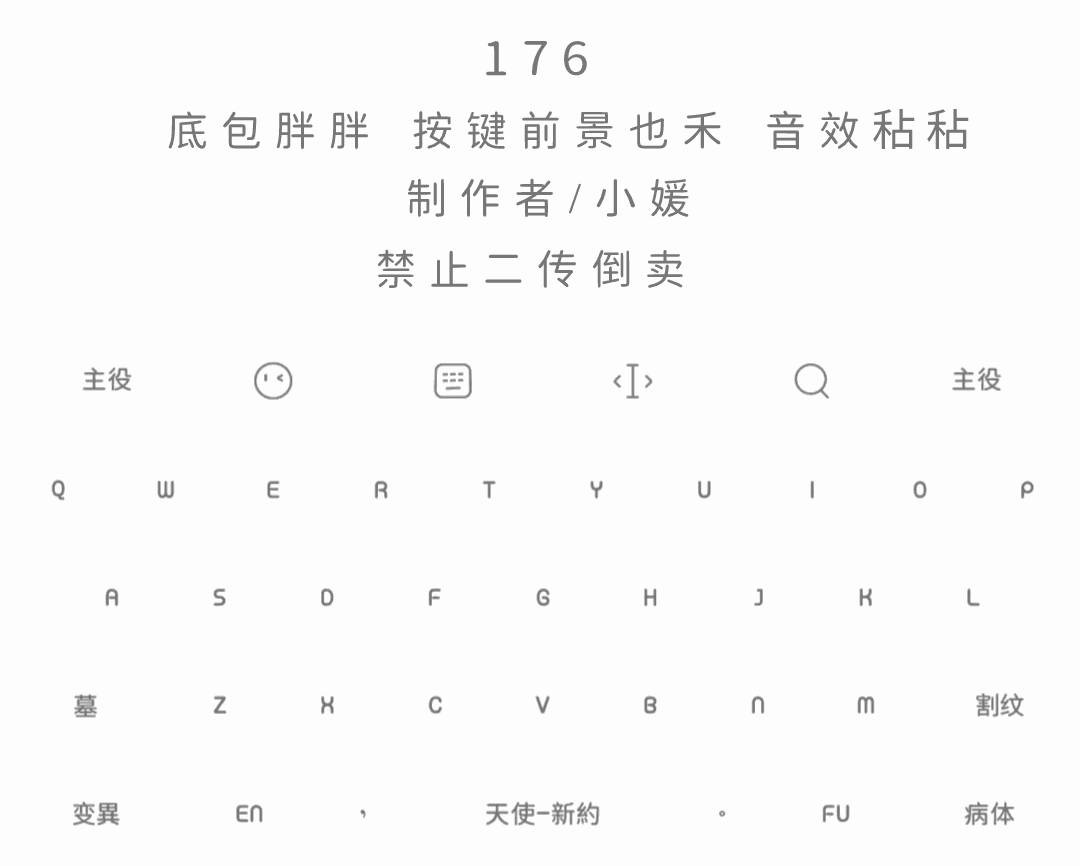 176
底包胖胖 按键前景也禾 音效秥秥
制作者/小媛
禁止二传倒卖
主役 主役
Q W E R T Y U I O P
A S D F G H J K L
墓 Z X C V B N M 割纹
变異 EN , 天使-新約 。 FU 病体